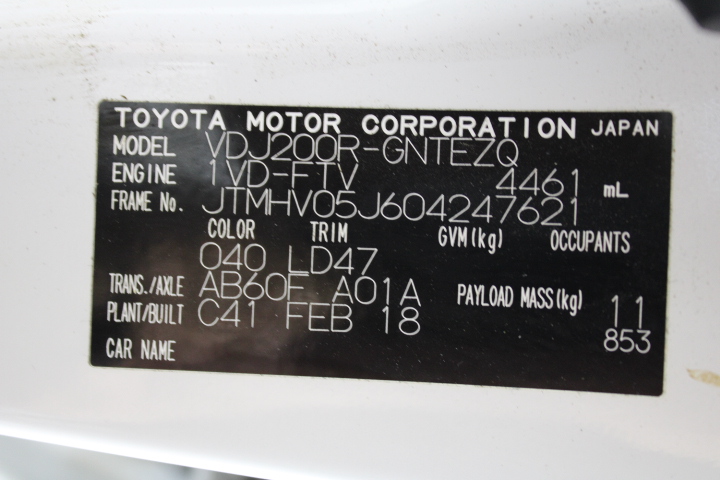 TOYOTA MOTOR CORPORATION JAPAN
MODEL VDJ200R-GNTEZQ
ENGINE 1VD-FTV 4461 mL
FRAME No. JTMHV05J604247621
COLOR TRIM GVM(kg) OCCUPANTS
040 LD47
TRANS./AXLE AB60F A01A PAYLOAD MASS(kg) 11
PLANT/BUILT C41 FEB 18 853
CAR NAME